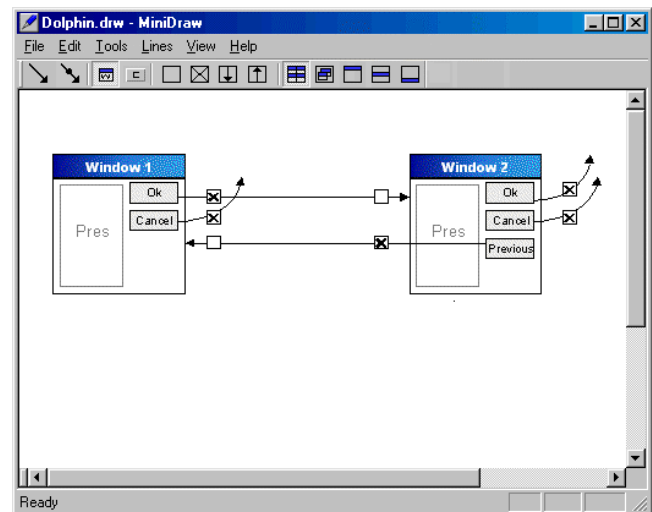 Dolphin.drw - MiniDraw
File Edit Tools Lines View Help
Window 1
Ok
Cancel
Pres
Window 2
Ok
Cancel
Previous
Pres
Ready